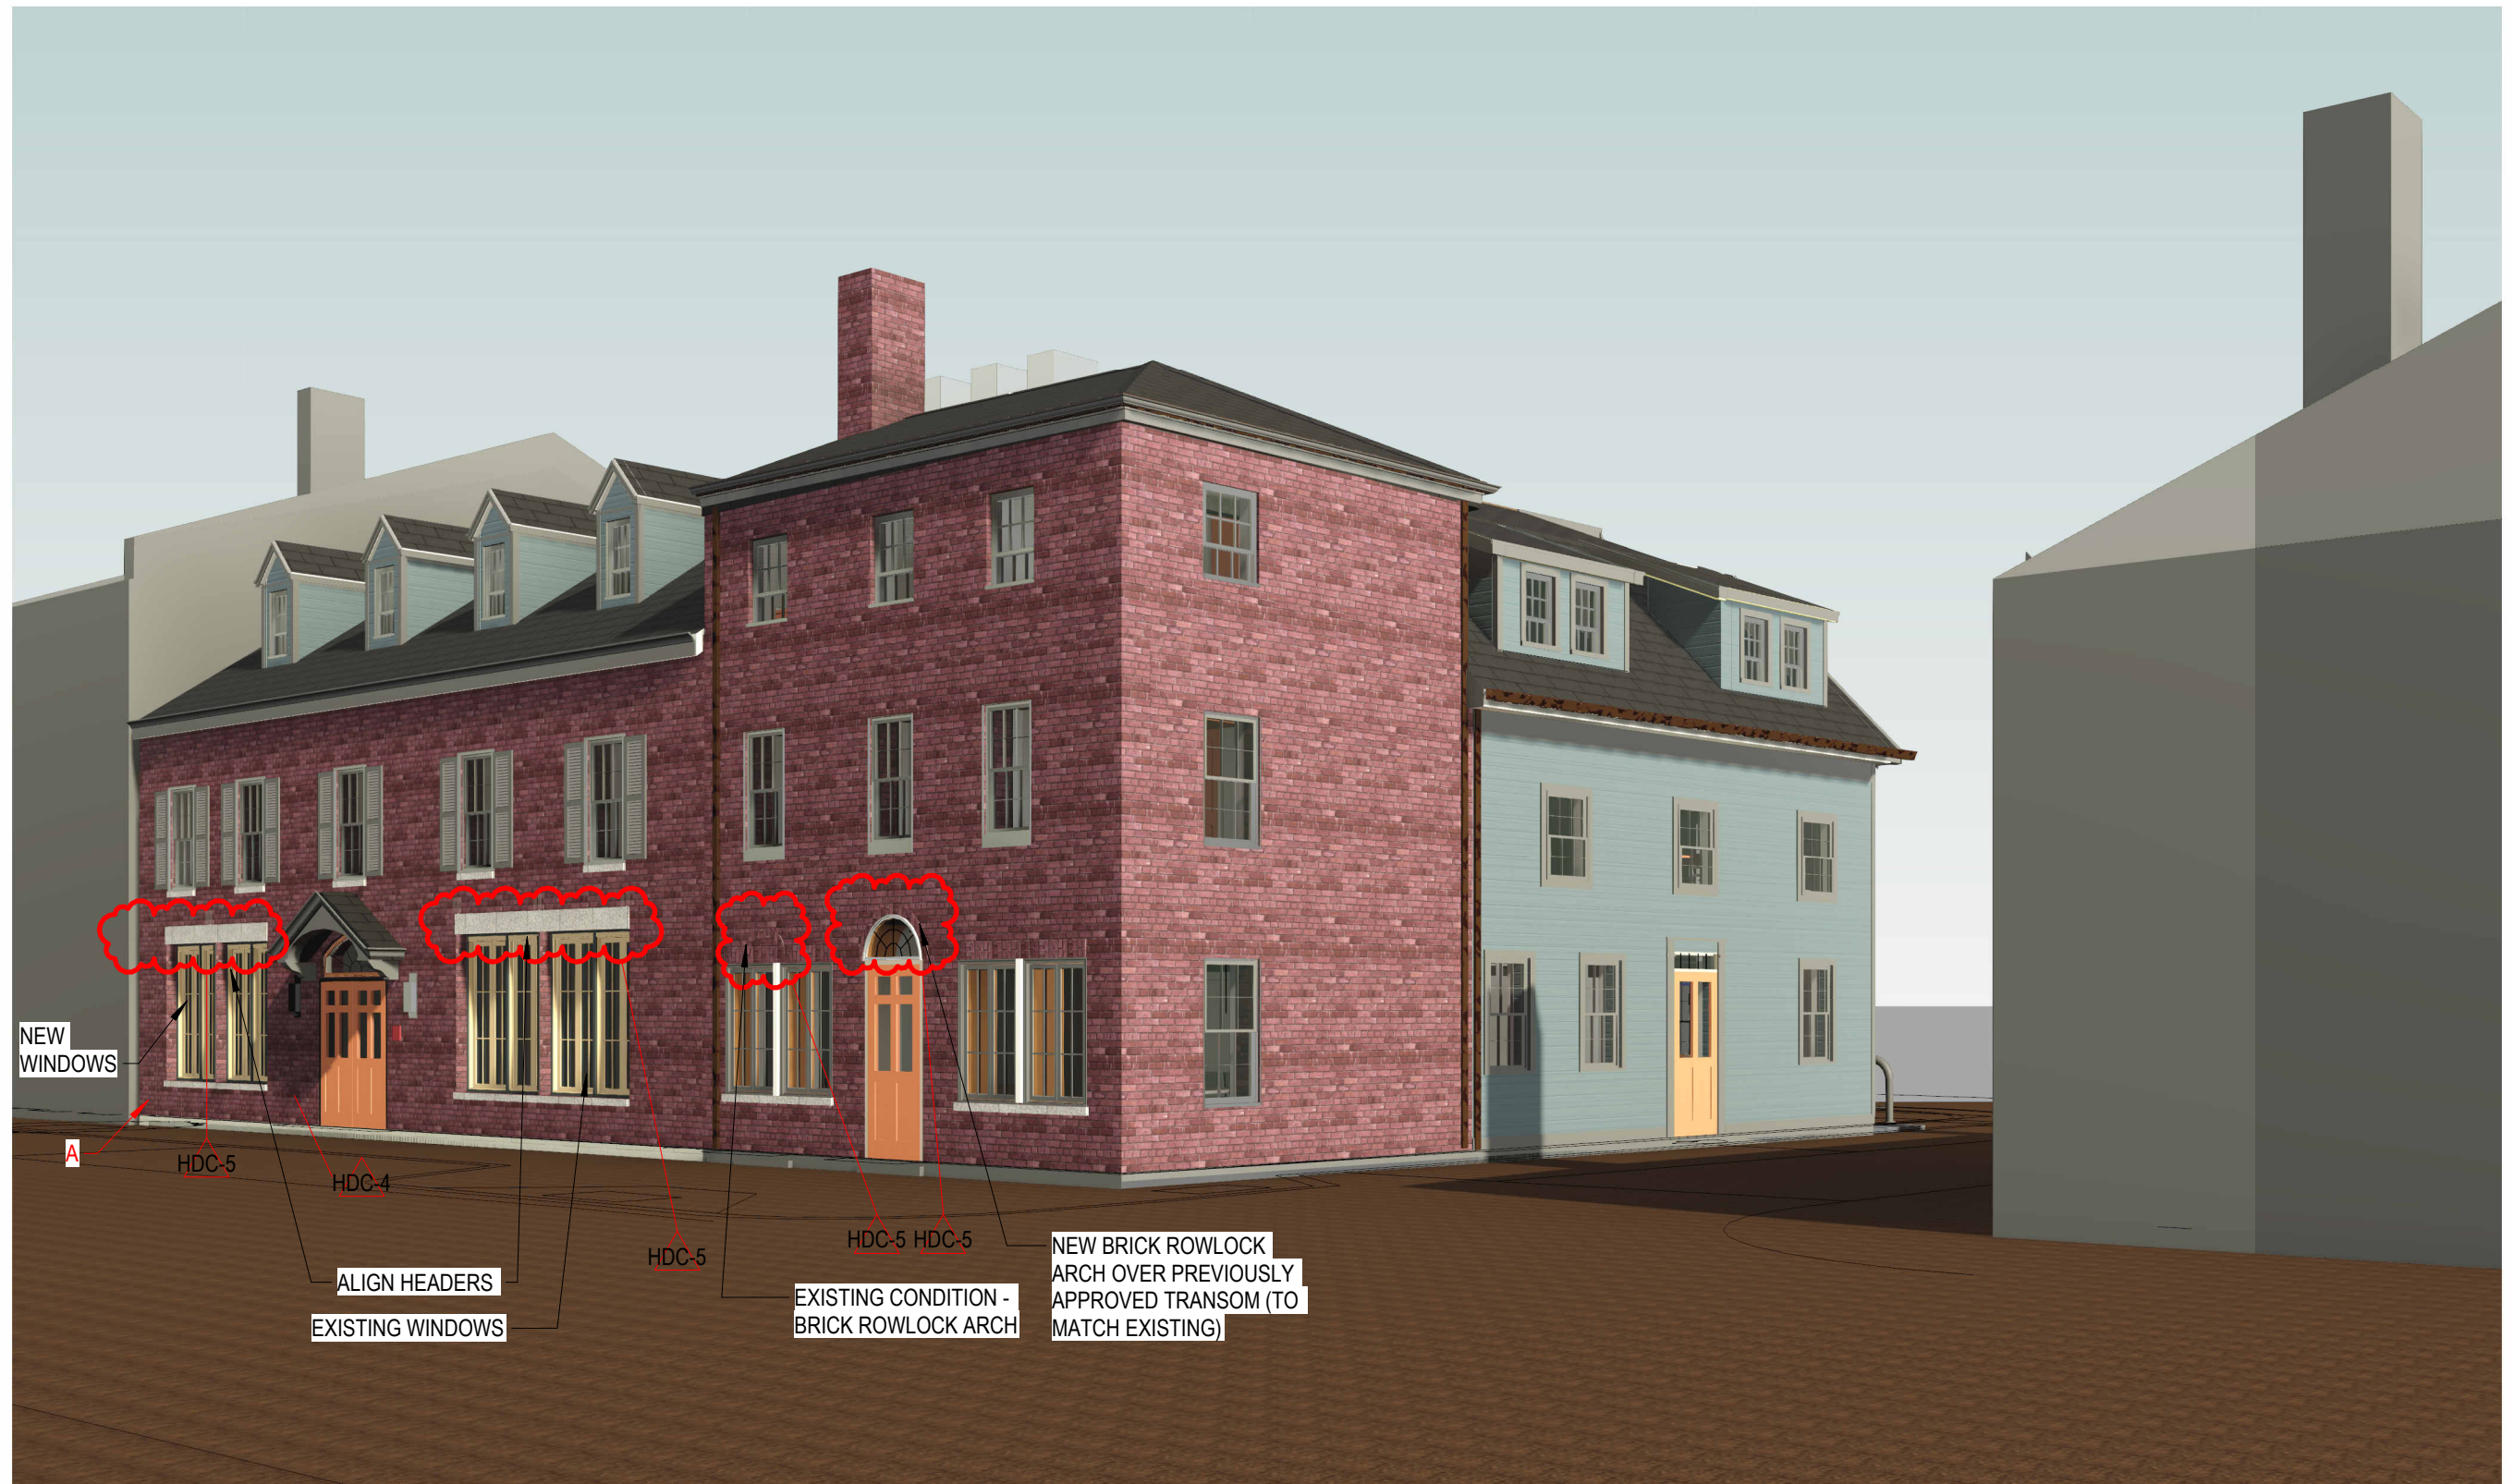 NEW
WINDOWS
A
HDC-5
HDC-4
HDC-5
HDC-5
HDC-5
ALIGN HEADERS
EXISTING WINDOWS
EXISTING CONDITION -
BRICK ROWLOCK ARCH
NEW BRICK ROWLOCK
ARCH OVER PREVIOUSLY
APPROVED TRANSOM (TO
MATCH EXISTING)